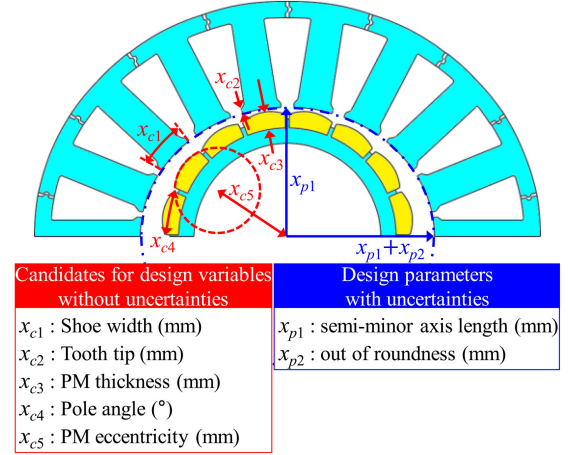 x_c2
x_c1
x_c3
x_p1
x_c5
x_c4
x_p1+x_p2
Candidates for design variables
without uncertainties
x_c1 : Shoe width (mm)
x_c2 : Tooth tip (mm)
x_c3 : PM thickness (mm)
x_c4 : Pole angle (°)
x_c5 : PM eccentricity (mm)
Design parameters
with uncertainties
x_p1 : semi-minor axis length (mm)
x_p2 : out of roundness (mm)